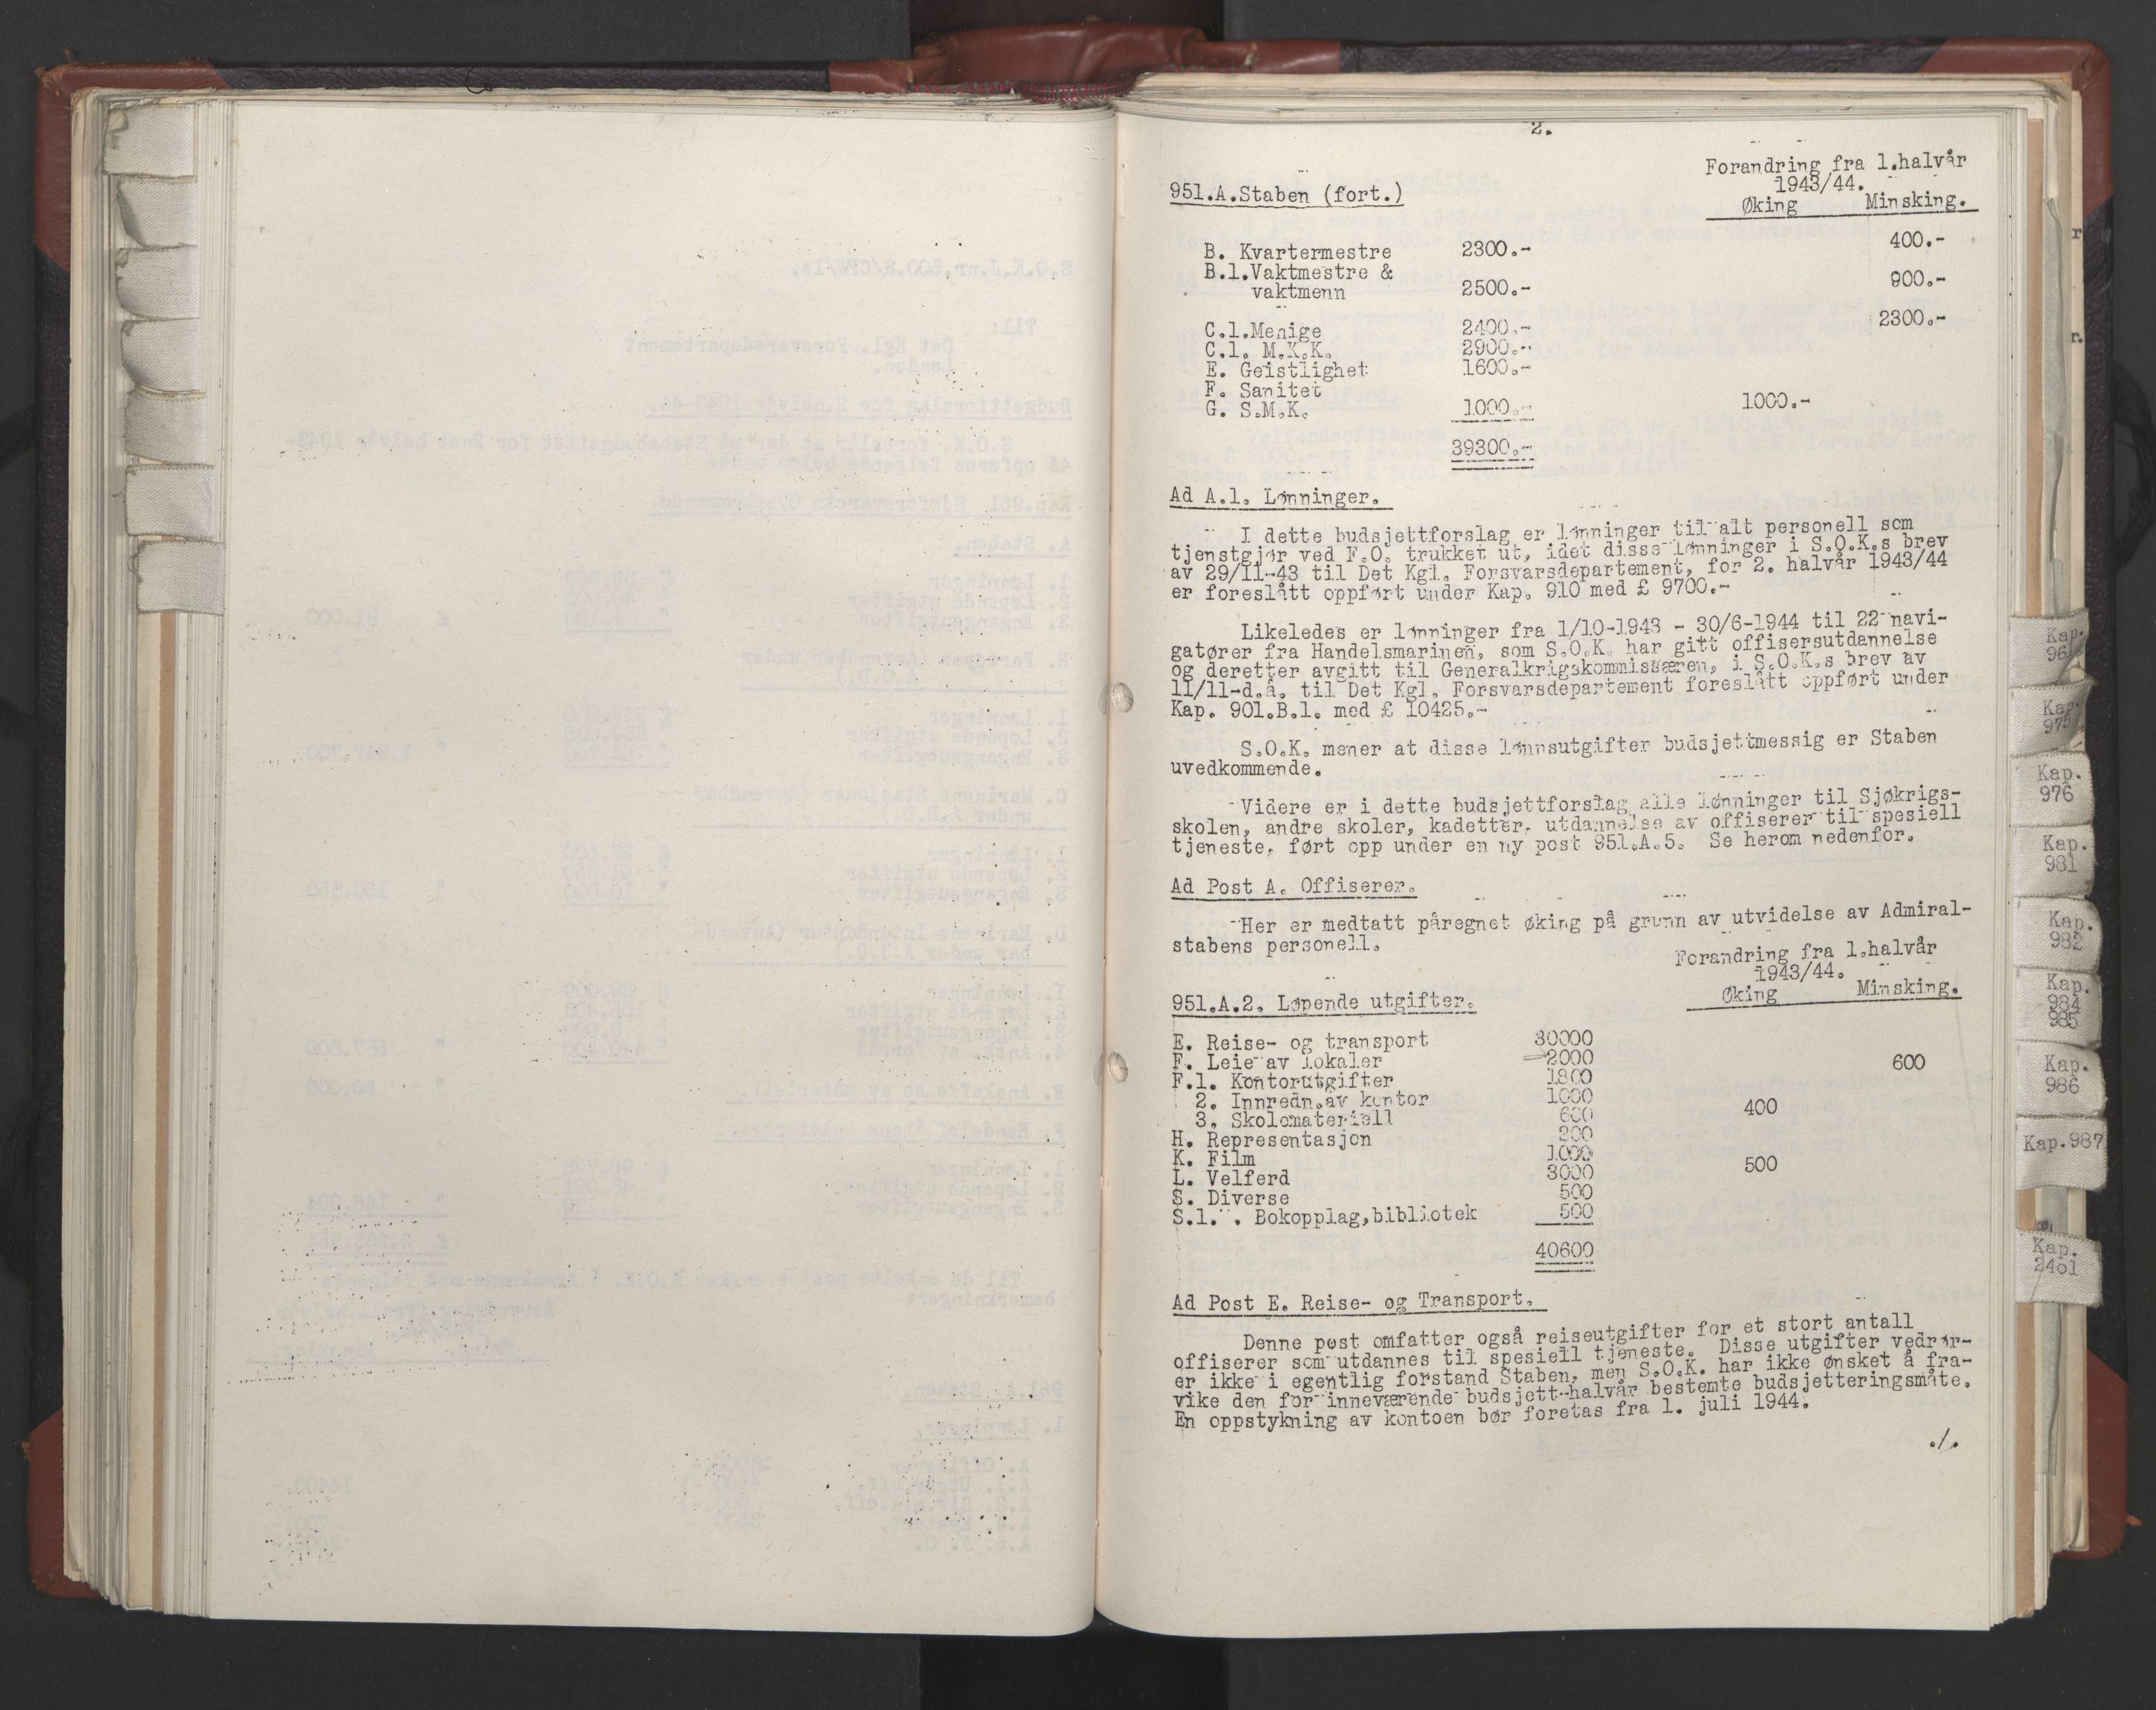 2.
Forandring fra 1.halvår
1943/44.
951.A.Staben (fort.)
Øking Minsking.
B. Kvartermestre 2300.- 400.-
B.1.Vaktmestre &
vaktmenn 2500.- 900.-
C.1.Menige 2400.- 2300.-
C.1. M.K.K. 2900.-
E. Geistlighet 1600.-
F. Sanitet
G. S.M.K. 1000.- 1000.-
39300.-
Ad A.1. Lønninger.
I dette budsjettforslag er lønninger til alt personell som
tjenstgjør ved F.O. trukket ut, idet disse lønninger i S.O.K.s brev
av 29/11-43 til Det Kgl. Forsvarsdepartement, for 2. halvår 1943/44
er foreslått oppført under Kap. 910 med £ 9700.-
Likeledes er lønninger fra 1/10-1943 - 30/6-1944 til 22 navi-
gatører fra Handelsmarinen, som S.O.K. har gitt offisersutdannelse
og deretter avgitt til Generalkrigskommissæren, i S.O.K.s brev av
11/11-d.å. til Det Kgl. Forsvarsdepartement foreslått oppført under
Kap. 901.B.1. med £ 10425.-
S.O.K. mener at disse lønnsutgifter budsjettmessig er Staben
uvedkommende.
Videre er i dette budsjettforslag alle lønninger til Sjøkrigs-
skolen, andre skoler, kadetter, utdannelse av offiserer til spesiell
tjeneste, ført opp under en ny post 951.A.5. Se herom nedenfor.
Ad Post A. Offiserer.
Her er medtatt påregnet øking på grunn av utvidelse av Admiral-
stabens personell.
Forandring fra 1.halvår
1943/44.
951.A.2. Løpende utgifter.
Øking Minsking.
E. Reise- og transport 30000
F. Leie av lokaler 2000 600
F.1. Kontorutgifter 1800
2. Innredn.av kontor 1000 400
3. Skolemateriell 600
H. Representasjon 200
K. Film 1000 500
L. Velferd 3000
S. Diverse 500
S.1. . Bokopplag,bibliotek 500
40600
Ad Post E. Reise- og Transport.
Denne post omfatter også reiseutgifter for et stort antall
offiserer som utdannes til spesiell tjeneste. Disse utgifter vedrør-
er ikke i egentlig forstand Staben, men S.O.K. har ikke ønsket å fra-
vike den for inneværende budsjett-halvår bestemte budsjetteringsmåte.
En oppstykning av kontoen bør foretas fra 1. juli 1944.
./.
Kap.
Kap.
975
Kap.
976
Kap.
981
Kap.
982
Kap.
984
985
Kap.
986
Kap.987
Kap.
2401